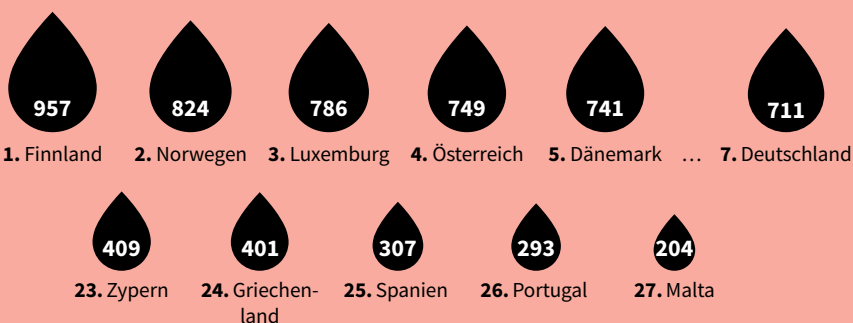 957 824 786 749 741 711
1. Finnland 2. Norwegen 3. Luxemburg 4. Österreich 5. Dänemark … 7. Deutschland
409 401 307 293 204
23. Zypern 24. Griechen- 25. Spanien 26. Portugal 27. Malta
land